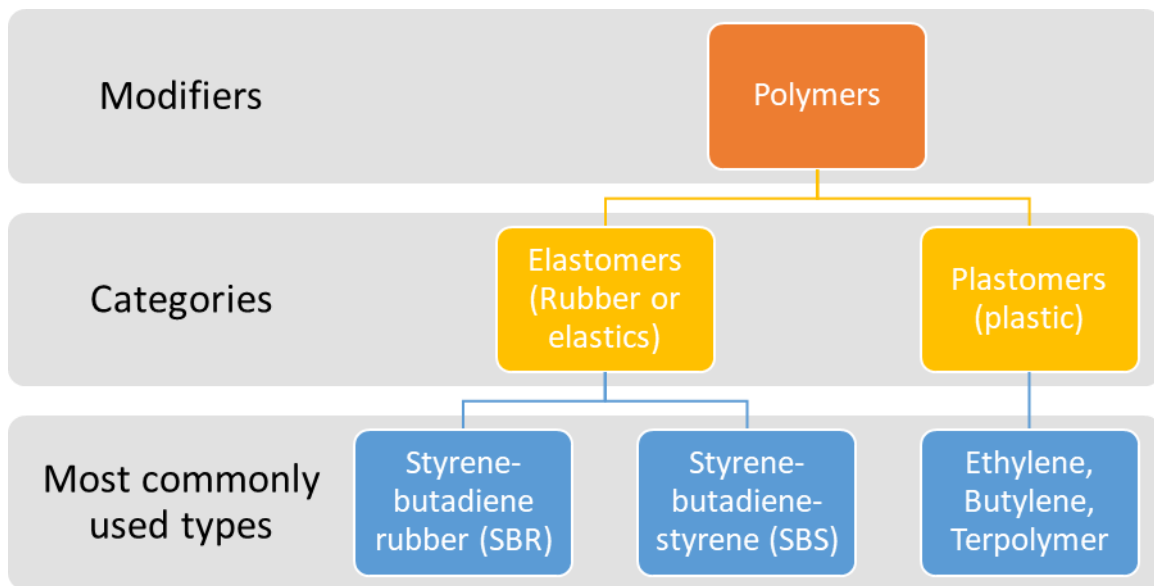 Modifiers
Polymers
Categories
Elastomers
(Rubber or
elastics)
Plastomers
(plastic)
Most commonly
used types
Styrene-
butadiene
rubber (SBR)
Styrene-
butadiene-
styrene (SBS)
Ethylene,
Butylene,
Terpolymer